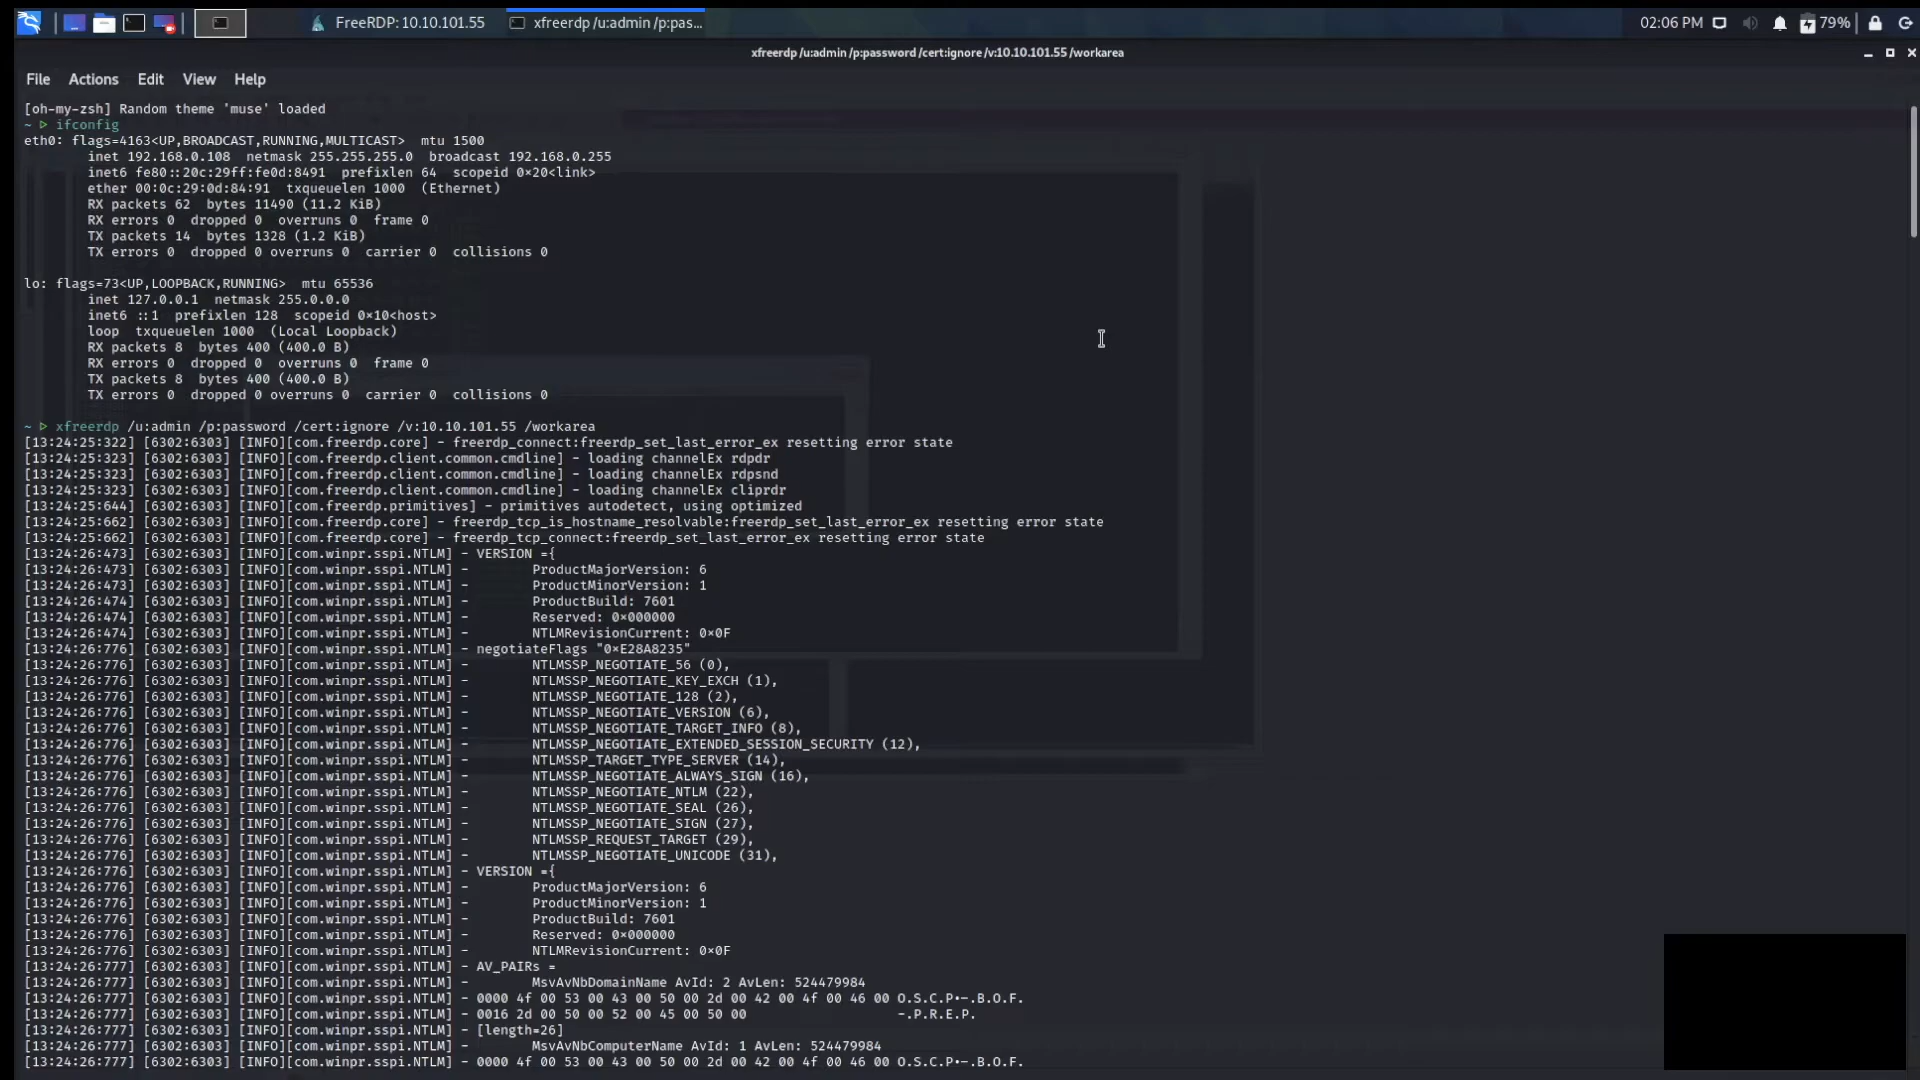 FreeRDP: 10.10.101.55
xfreerdp /u:admin /p:pas...
02:06 PM
79%
xfreerdp /u:admin /p:password /cert:ignore /v:10.10.101.55 /workarea
File Actions Edit View Help
[oh-my-zsh] Random theme 'muse' loaded
~ ▷ ifconfig
eth0: flags=4163<UP,BROADCAST,RUNNING,MULTICAST>  mtu 1500
        inet 192.168.0.108  netmask 255.255.255.0  broadcast 192.168.0.255
        inet6 fe80::20c:29ff:fe0d:8491  prefixlen 64  scopeid 0×20<link>
        ether 00:0c:29:0d:84:91  txqueuelen 1000  (Ethernet)
        RX packets 62  bytes 11490 (11.2 KiB)
        RX errors 0  dropped 0  overruns 0  frame 0
        TX packets 14  bytes 1328 (1.2 KiB)
        TX errors 0  dropped 0 overruns 0  carrier 0  collisions 0
lo: flags=73<UP,LOOPBACK,RUNNING>  mtu 65536
        inet 127.0.0.1  netmask 255.0.0.0
        inet6 ::1  prefixlen 128  scopeid 0×10<host>
        loop  txqueuelen 1000  (Local Loopback)
        RX packets 8  bytes 400 (400.0 B)
        RX errors 0  dropped 0  overruns 0  frame 0
        TX packets 8  bytes 400 (400.0 B)
        TX errors 0  dropped 0 overruns 0  carrier 0  collisions 0
~ ▷ xfreerdp /u:admin /p:password /cert:ignore /v:10.10.101.55 /workarea
[13:24:25:322] [6302:6303] [INFO][com.freerdp.core] - freerdp_connect:freerdp_set_last_error_ex resetting error state
[13:24:25:323] [6302:6303] [INFO][com.freerdp.client.common.cmdline] - loading channelEx rdpdr
[13:24:25:323] [6302:6303] [INFO][com.freerdp.client.common.cmdline] - loading channelEx rdpsnd
[13:24:25:323] [6302:6303] [INFO][com.freerdp.client.common.cmdline] - loading channelEx cliprdr
[13:24:25:644] [6302:6303] [INFO][com.freerdp.primitives] - primitives autodetect, using optimized
[13:24:25:662] [6302:6303] [INFO][com.freerdp.core] - freerdp_tcp_is_hostname_resolvable:freerdp_set_last_error_ex resetting error state
[13:24:25:662] [6302:6303] [INFO][com.freerdp.core] - freerdp_tcp_connect:freerdp_set_last_error_ex resetting error state
[13:24:26:473] [6302:6303] [INFO][com.winpr.sspi.NTLM] - VERSION ={
[13:24:26:473] [6302:6303] [INFO][com.winpr.sspi.NTLM] -        ProductMajorVersion: 6
[13:24:26:473] [6302:6303] [INFO][com.winpr.sspi.NTLM] -        ProductMinorVersion: 1
[13:24:26:474] [6302:6303] [INFO][com.winpr.sspi.NTLM] -        ProductBuild: 7601
[13:24:26:474] [6302:6303] [INFO][com.winpr.sspi.NTLM] -        Reserved: 0×000000
[13:24:26:474] [6302:6303] [INFO][com.winpr.sspi.NTLM] -        NTLMRevisionCurrent: 0×0F
[13:24:26:776] [6302:6303] [INFO][com.winpr.sspi.NTLM] - negotiateFlags "0×E28A8235"
[13:24:26:776] [6302:6303] [INFO][com.winpr.sspi.NTLM] -        NTLMSSP_NEGOTIATE_56 (0),
[13:24:26:776] [6302:6303] [INFO][com.winpr.sspi.NTLM] -        NTLMSSP_NEGOTIATE_KEY_EXCH (1),
[13:24:26:776] [6302:6303] [INFO][com.winpr.sspi.NTLM] -        NTLMSSP_NEGOTIATE_128 (2),
[13:24:26:776] [6302:6303] [INFO][com.winpr.sspi.NTLM] -        NTLMSSP_NEGOTIATE_VERSION (6),
[13:24:26:776] [6302:6303] [INFO][com.winpr.sspi.NTLM] -        NTLMSSP_NEGOTIATE_TARGET_INFO (8),
[13:24:26:776] [6302:6303] [INFO][com.winpr.sspi.NTLM] -        NTLMSSP_NEGOTIATE_EXTENDED_SESSION_SECURITY (12),
[13:24:26:776] [6302:6303] [INFO][com.winpr.sspi.NTLM] -        NTLMSSP_TARGET_TYPE_SERVER (14),
[13:24:26:776] [6302:6303] [INFO][com.winpr.sspi.NTLM] -        NTLMSSP_NEGOTIATE_ALWAYS_SIGN (16),
[13:24:26:776] [6302:6303] [INFO][com.winpr.sspi.NTLM] -        NTLMSSP_NEGOTIATE_NTLM (22),
[13:24:26:776] [6302:6303] [INFO][com.winpr.sspi.NTLM] -        NTLMSSP_NEGOTIATE_SEAL (26),
[13:24:26:776] [6302:6303] [INFO][com.winpr.sspi.NTLM] -        NTLMSSP_NEGOTIATE_SIGN (27),
[13:24:26:776] [6302:6303] [INFO][com.winpr.sspi.NTLM] -        NTLMSSP_REQUEST_TARGET (29),
[13:24:26:776] [6302:6303] [INFO][com.winpr.sspi.NTLM] -        NTLMSSP_NEGOTIATE_UNICODE (31),
[13:24:26:776] [6302:6303] [INFO][com.winpr.sspi.NTLM] - VERSION ={
[13:24:26:776] [6302:6303] [INFO][com.winpr.sspi.NTLM] -        ProductMajorVersion: 6
[13:24:26:776] [6302:6303] [INFO][com.winpr.sspi.NTLM] -        ProductMinorVersion: 1
[13:24:26:776] [6302:6303] [INFO][com.winpr.sspi.NTLM] -        ProductBuild: 7601
[13:24:26:776] [6302:6303] [INFO][com.winpr.sspi.NTLM] -        Reserved: 0×000000
[13:24:26:776] [6302:6303] [INFO][com.winpr.sspi.NTLM] -        NTLMRevisionCurrent: 0×0F
[13:24:26:777] [6302:6303] [INFO][com.winpr.sspi.NTLM] - AV_PAIRs =
[13:24:26:777] [6302:6303] [INFO][com.winpr.sspi.NTLM] -        MsvAvNbDomainName AvId: 2 AvLen: 524479984
[13:24:26:777] [6302:6303] [INFO][com.winpr.sspi.NTLM] - 0000 4f 00 53 00 43 00 50 00 2d 00 42 00 4f 00 46 00 O.S.C.P.-.B.O.F.
[13:24:26:777] [6302:6303] [INFO][com.winpr.sspi.NTLM] - 0016 2d 00 50 00 52 00 45 00 50 00                   -.P.R.E.P.
[13:24:26:777] [6302:6303] [INFO][com.winpr.sspi.NTLM] - [length=26]
[13:24:26:777] [6302:6303] [INFO][com.winpr.sspi.NTLM] -        MsvAvNbComputerName AvId: 1 AvLen: 524479984
[13:24:26:777] [6302:6303] [INFO][com.winpr.sspi.NTLM] - 0000 4f 00 53 00 43 00 50 00 2d 00 42 00 4f 00 46 00 O.S.C.P.-.B.O.F.